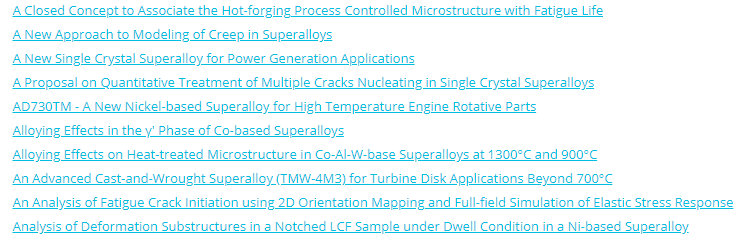 A Closed Concept to Associate the Hot-forging Process Controlled Microstructure with Fatigue Life
A New Approach to Modeling of Creep in Superalloys
A New Single Crystal Superalloy for Power Generation Applications
A Proposal on Quantitative Treatment of Multiple Cracks Nucleating in Single Crystal Superalloys
AD730TM - A New Nickel-based Superalloy for High Temperature Engine Rotative Parts
Alloying Effects in the γ' Phase of Co-based Superalloys
Alloying Effects on Heat-treated Microstructure in Co-Al-W-base Superalloys at 1300°C and 900°C
An Advanced Cast-and-Wrought Superalloy (TMW-4M3) for Turbine Disk Applications Beyond 700°C
An Analysis of Fatigue Crack Initiation using 2D Orientation Mapping and Full-field Simulation of Elastic Stress Response
Analysis of Deformation Substructures in a Notched LCF Sample under Dwell Condition in a Ni-based Superalloy